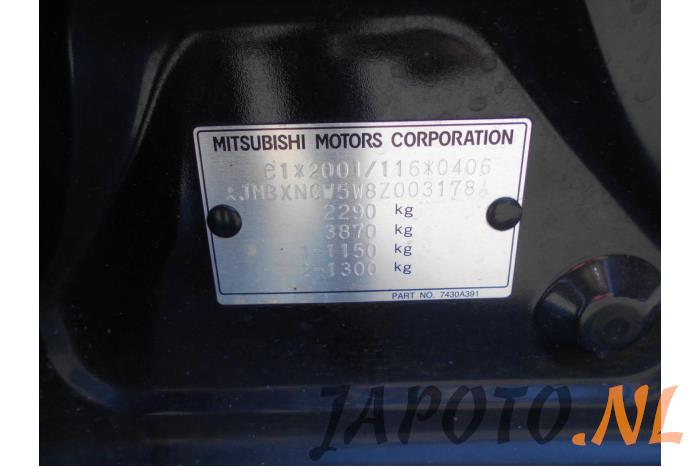 MITSUBISHI MOTORS CORPORATION
e1*2001/116*0406
*JMBXNCW5W8Z003178*
2290 kg
3870 kg
1-1150 kg
2-1300 kg
PART NO. 7430A391
JAPOTO.NL